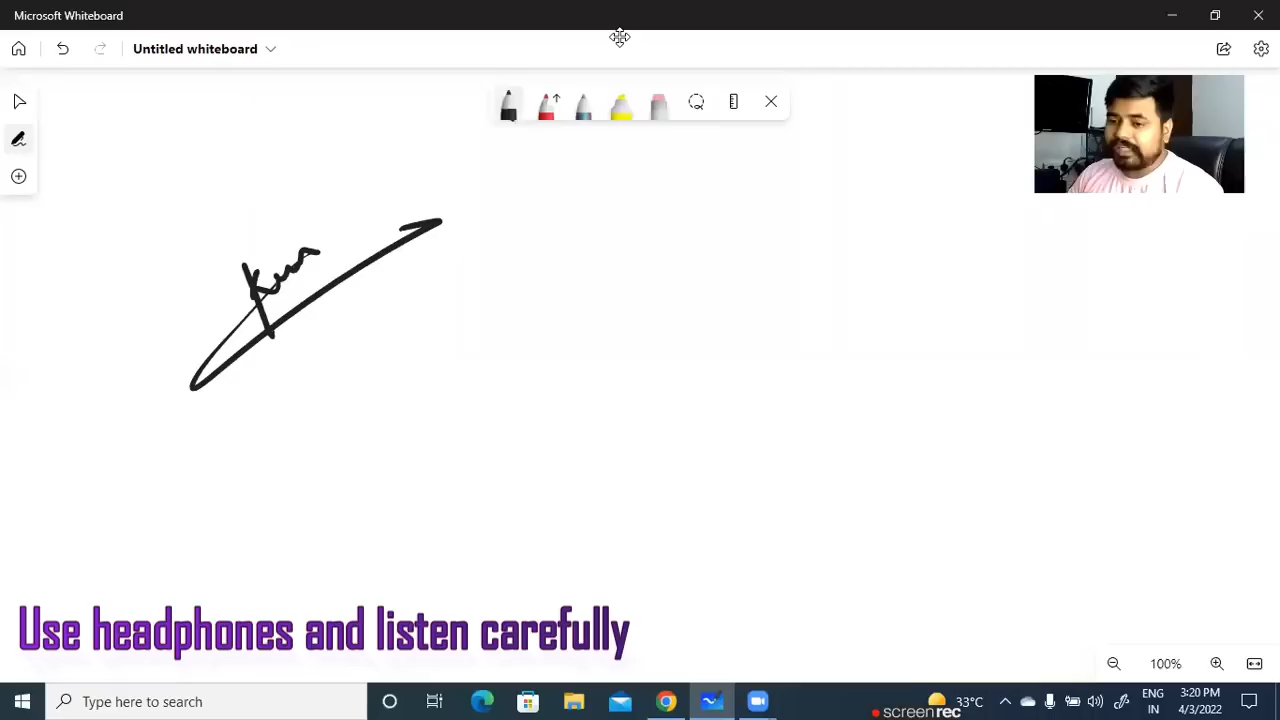 Microsoft Whiteboard
Untitled whiteboard
Use headphones and listen carefully
100%
Type here to search
33°C
ENG
IN
3:20 PM
4/3/2022
screenrec